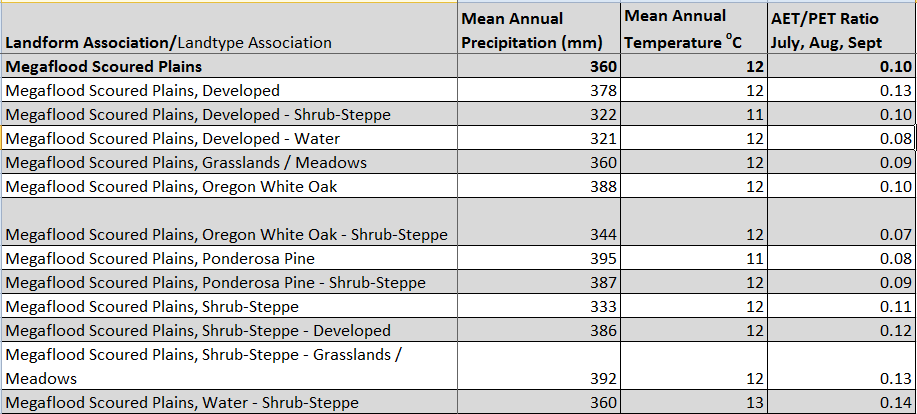 Landform Association/Landtype Association Mean Annual Precipitation (mm) Mean Annual Temperature °C AET/PET Ratio July, Aug, Sept
Megaflood Scoured Plains 360 12 0.10
Megaflood Scoured Plains, Developed 378 12 0.13
Megaflood Scoured Plains, Developed - Shrub-Steppe 322 11 0.10
Megaflood Scoured Plains, Developed - Water 321 12 0.08
Megaflood Scoured Plains, Grasslands / Meadows 360 12 0.09
Megaflood Scoured Plains, Oregon White Oak 388 12 0.10
Megaflood Scoured Plains, Oregon White Oak - Shrub-Steppe 344 12 0.07
Megaflood Scoured Plains, Ponderosa Pine 395 11 0.08
Megaflood Scoured Plains, Ponderosa Pine - Shrub-Steppe 387 12 0.09
Megaflood Scoured Plains, Shrub-Steppe 333 12 0.11
Megaflood Scoured Plains, Shrub-Steppe - Developed 386 12 0.12
Megaflood Scoured Plains, Shrub-Steppe - Grasslands /
Meadows 392 12 0.13
Megaflood Scoured Plains, Water - Shrub-Steppe 360 13 0.14